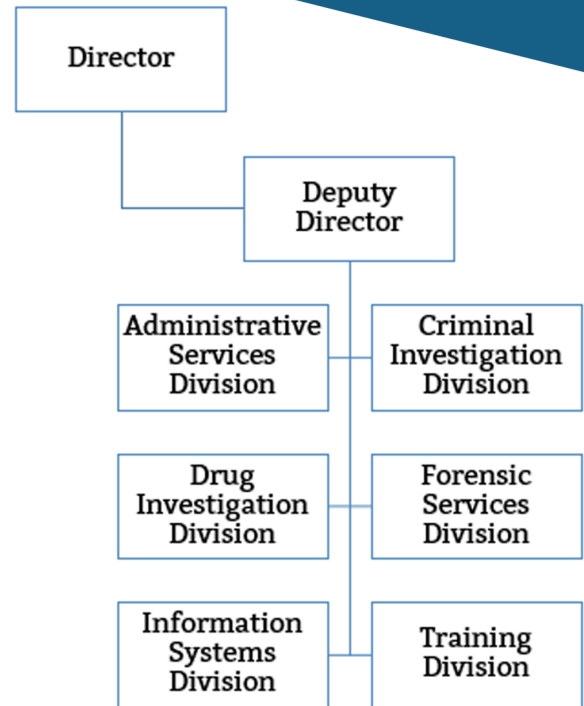 Director
Deputy
Director
Administrative
Services
Division
Criminal
Investigation
Division
Drug
Investigation
Division
Forensic
Services
Division
Information
Systems
Division
Training
Division